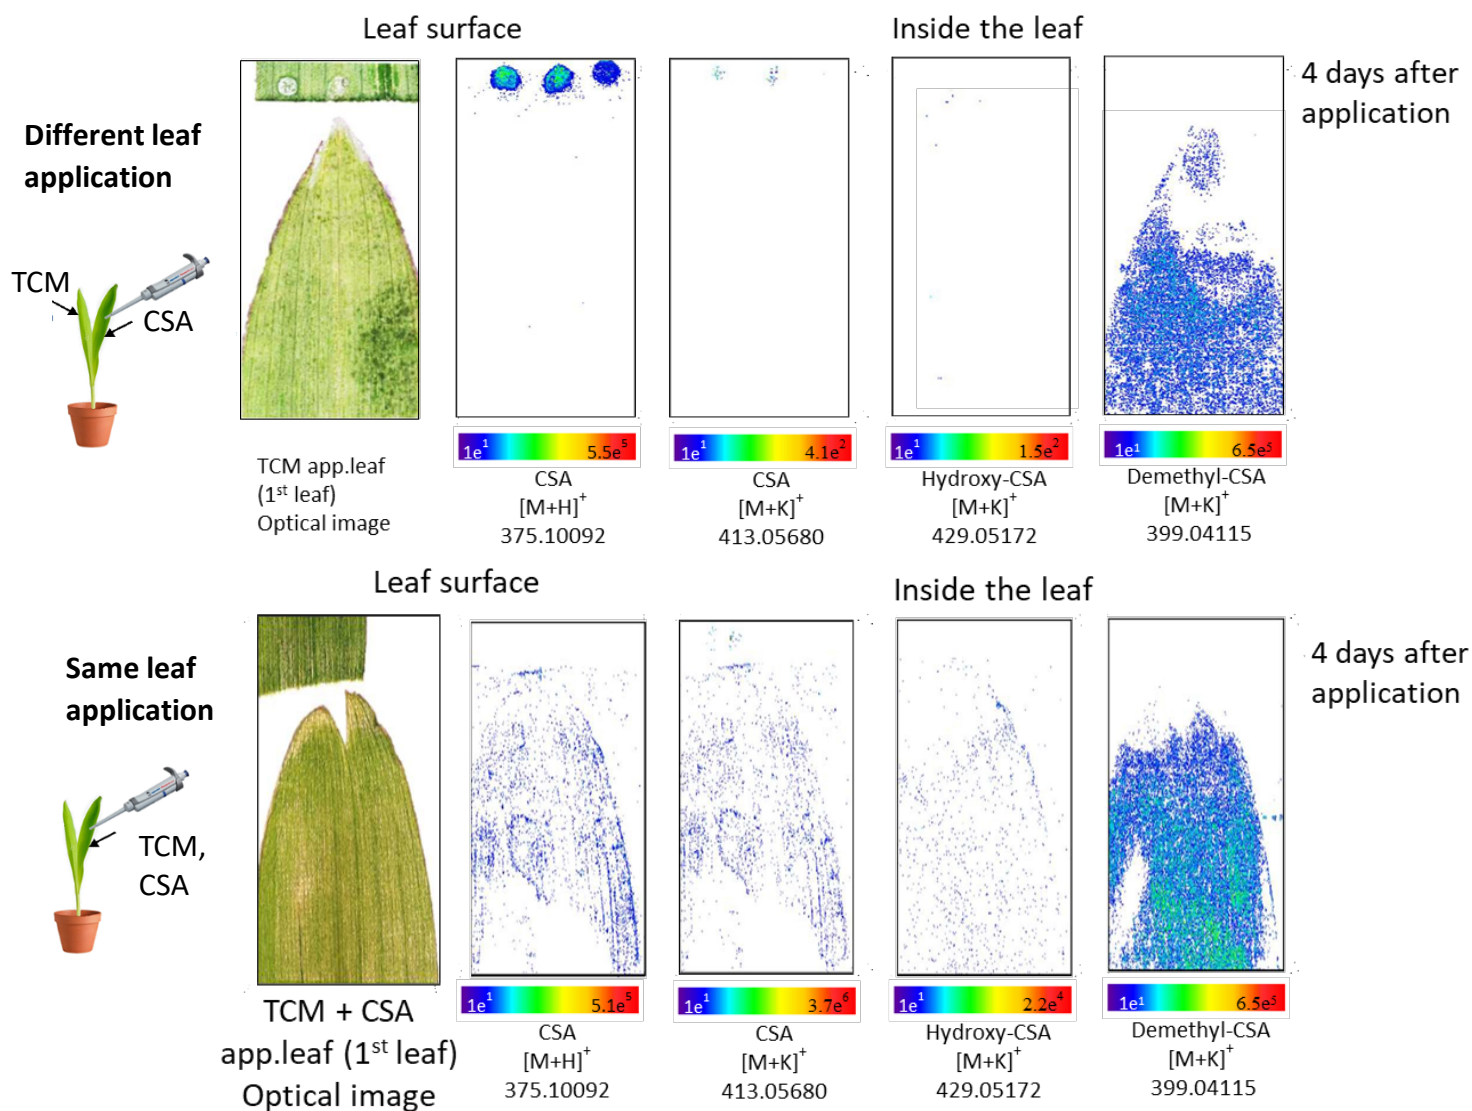 Leaf surface
Inside the leaf
4 days after
application
Different leaf
application
TCM
CSA
1e¹ 5.5e⁵
1e¹ 4.1e²
1e¹ 1.5e²
1e¹ 6.5e⁵
TCM app.leaf
(1ˢᵗ leaf)
Optical image
CSA
[M+H]⁺
375.10092
CSA
[M+K]⁺
413.05680
Hydroxy-CSA
[M+K]⁺
429.05172
Demethyl-CSA
[M+K]⁺
399.04115
Leaf surface
Inside the leaf
4 days after
application
Same leaf
application
TCM,
CSA
1e¹ 5.1e⁵
1e¹ 3.7e⁶
1e¹ 2.2e⁴
1e¹ 6.5e⁵
TCM + CSA
app.leaf (1ˢᵗ leaf)
Optical image
CSA
[M+H]⁺
375.10092
CSA
[M+K]⁺
413.05680
Hydroxy-CSA
[M+K]⁺
429.05172
Demethyl-CSA
[M+K]⁺
399.04115